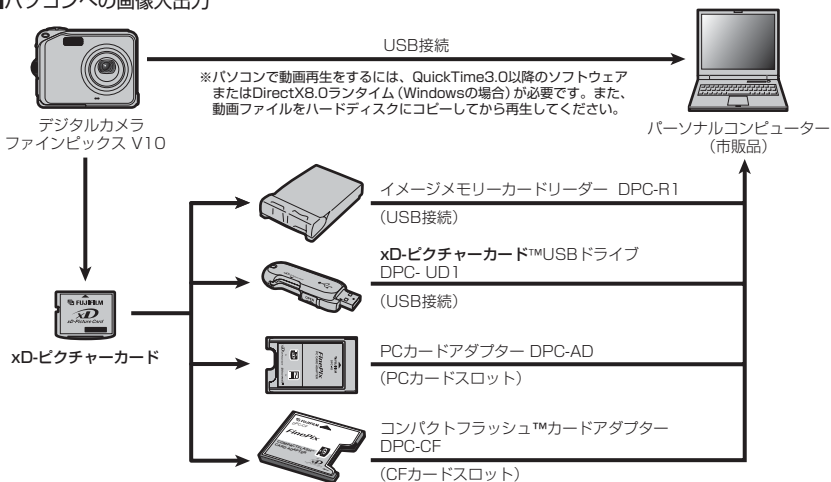 パソコンへの画像入出力
USB接続
※パソコンで動画再生をするには、QuickTime3.0以降のソフトウェア
またはDirectX8.0ランタイム（Windowsの場合）が必要です。また、
動画ファイルをハードディスクにコピーしてから再生してください。
デジタルカメラ
ファインピックス V10
パーソナルコンピューター
（市販品）
イメージメモリーカードリーダー DPC-R1
（USB接続）
xD-ピクチャーカード™USBドライブ
DPC- UD1
（USB接続）
FUJIFILM
xD
xD-Picture Card
xD-ピクチャーカード
PCカードアダプター DPC-AD
（PCカードスロット）
FinePix
コンパクトフラッシュ™カードアダプター
DPC-CF
（CFカードスロット）
FUJIFILM
FinePix